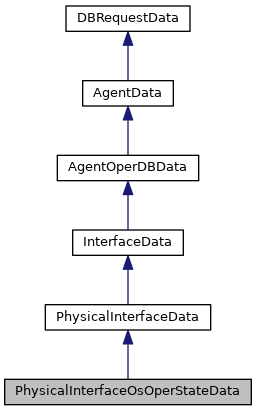 DBRequestData
AgentData
AgentOperDBData
InterfaceData
PhysicalInterfaceData
PhysicalInterfaceOsOperStateData